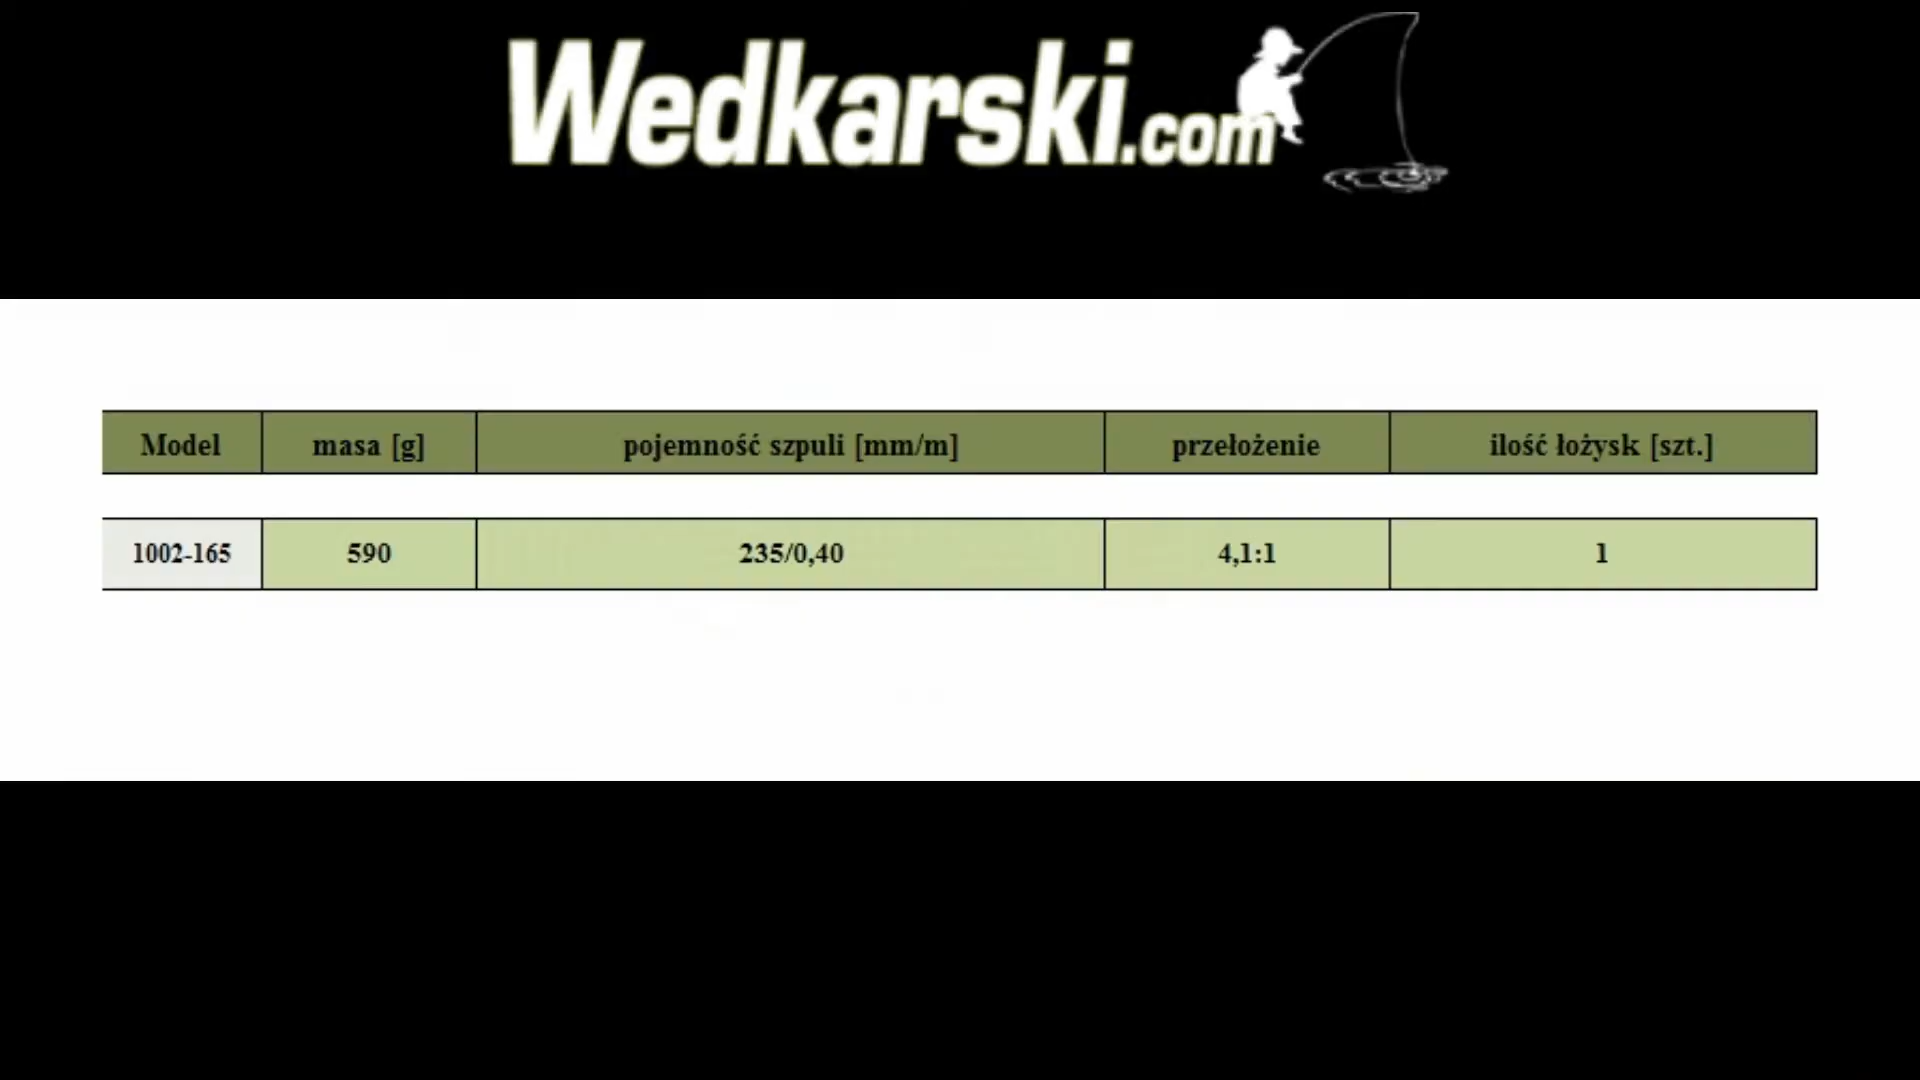 Wedkarski.com
Model masa [g] pojemność szpuli [mm/m] przełożenie ilość łożysk [szt.]
1002-165 590 235/0,40 4,1:1 1